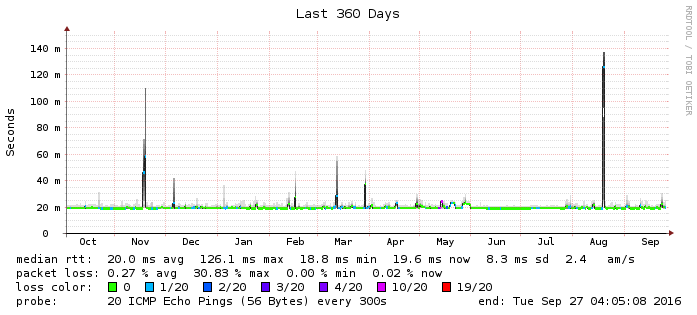 Last 360 Days
RRDTOOL / TOBI OETIKER
Seconds
140 m
120 m
100 m
80 m
60 m
40 m
20 m
0
Oct Nov Dec Jan Feb Mar Apr May Jun Jul Aug Sep
median rtt: 20.0 ms avg 126.1 ms max 18.8 ms min 19.6 ms now 8.3 ms sd 2.4 am/s
packet loss: 0.27 % avg 30.83 % max 0.00 % min 0.02 % now
loss color: 0 1/20 2/20 3/20 4/20 10/20 19/20
probe: 20 ICMP Echo Pings (56 Bytes) every 300s end: Tue Sep 27 04:05:08 2016